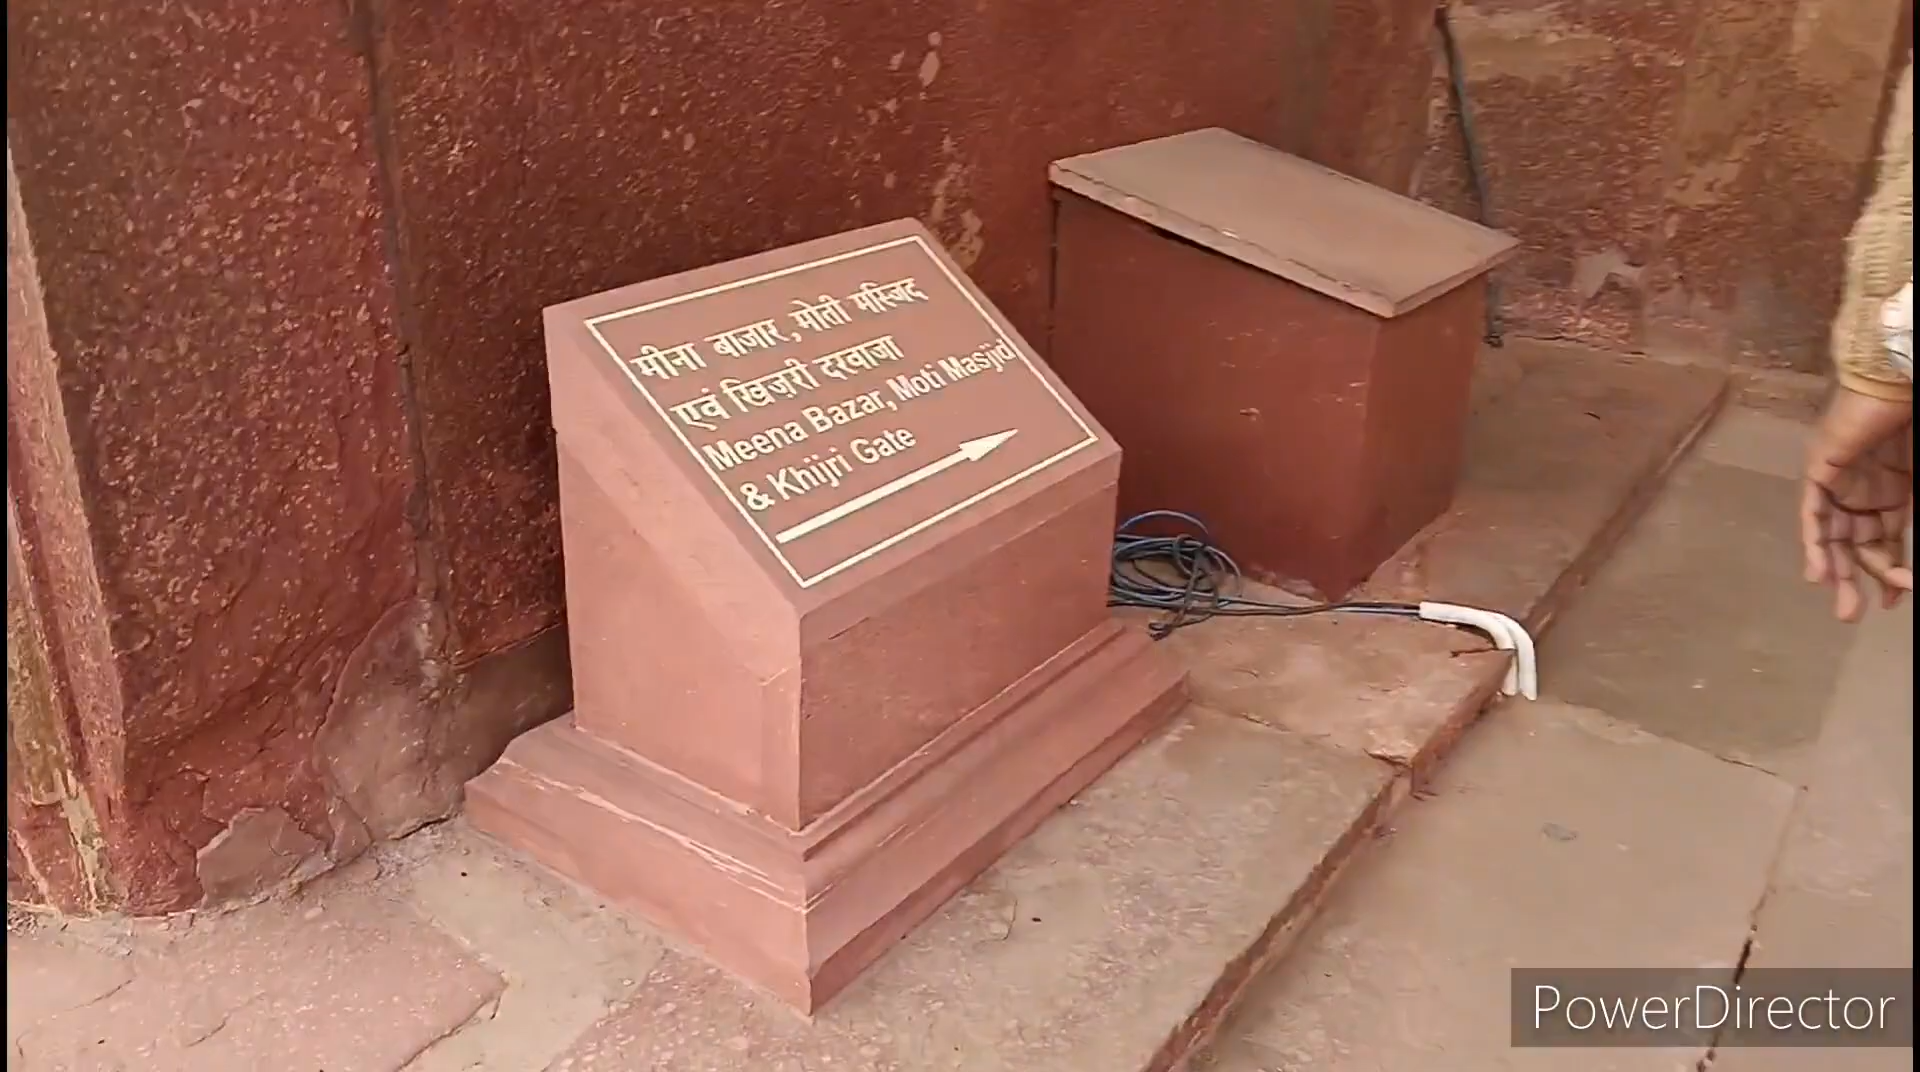 मीना बाजार, मोती मस्जिद
एवं खिज़री दरवाजा
Meena Bazar, Moti Masjid
& Khijri Gate
PowerDirector